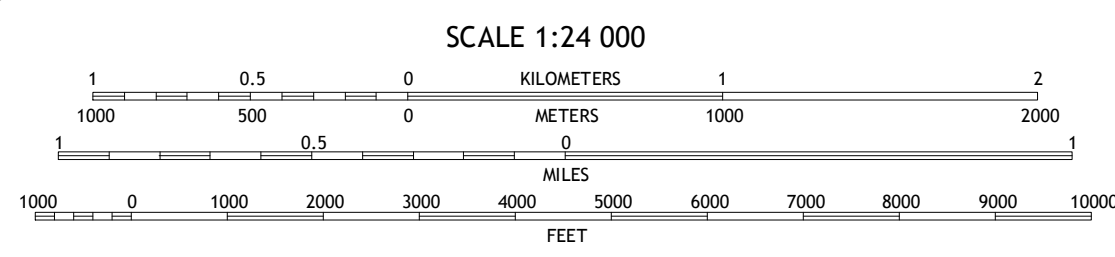 SCALE 1:24 000
1 0.5 0 KILOMETERS 1 2
1000 500 0 METERS 1000 2000
1 0.5 0 1
MILES
1000 0 1000 2000 3000 4000 5000 6000 7000 8000 9000 10000
FEET